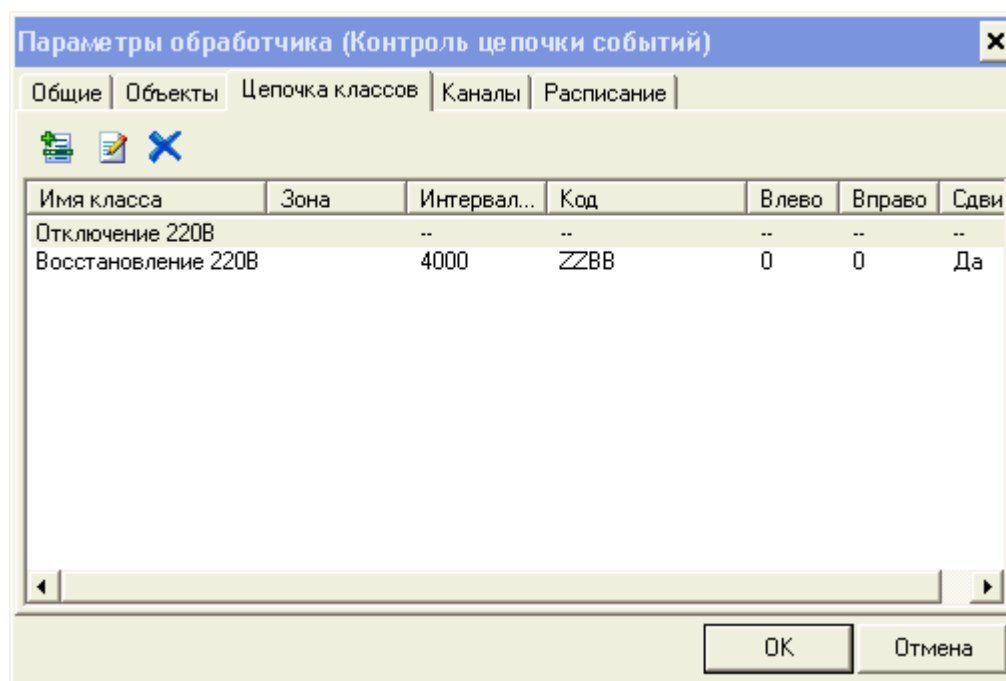 Параметры обработчика (Контроль цепочки событий)
Общие Объекты Цепочка классов Каналы Расписание
Имя класса Зона Интервал... Код Влево Вправо Сдви
Отключение 220В -- -- -- -- --
Восстановление 220В 4000 ZZBB 0 0 Да
OK Отмена